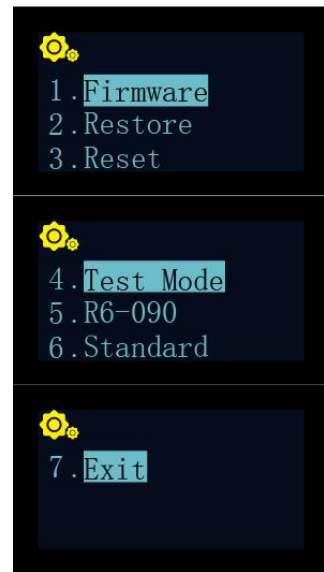 1.Firmware
2.Restore
3.Reset
4.Test Mode
5.R6-090
6.Standard
7.Exit